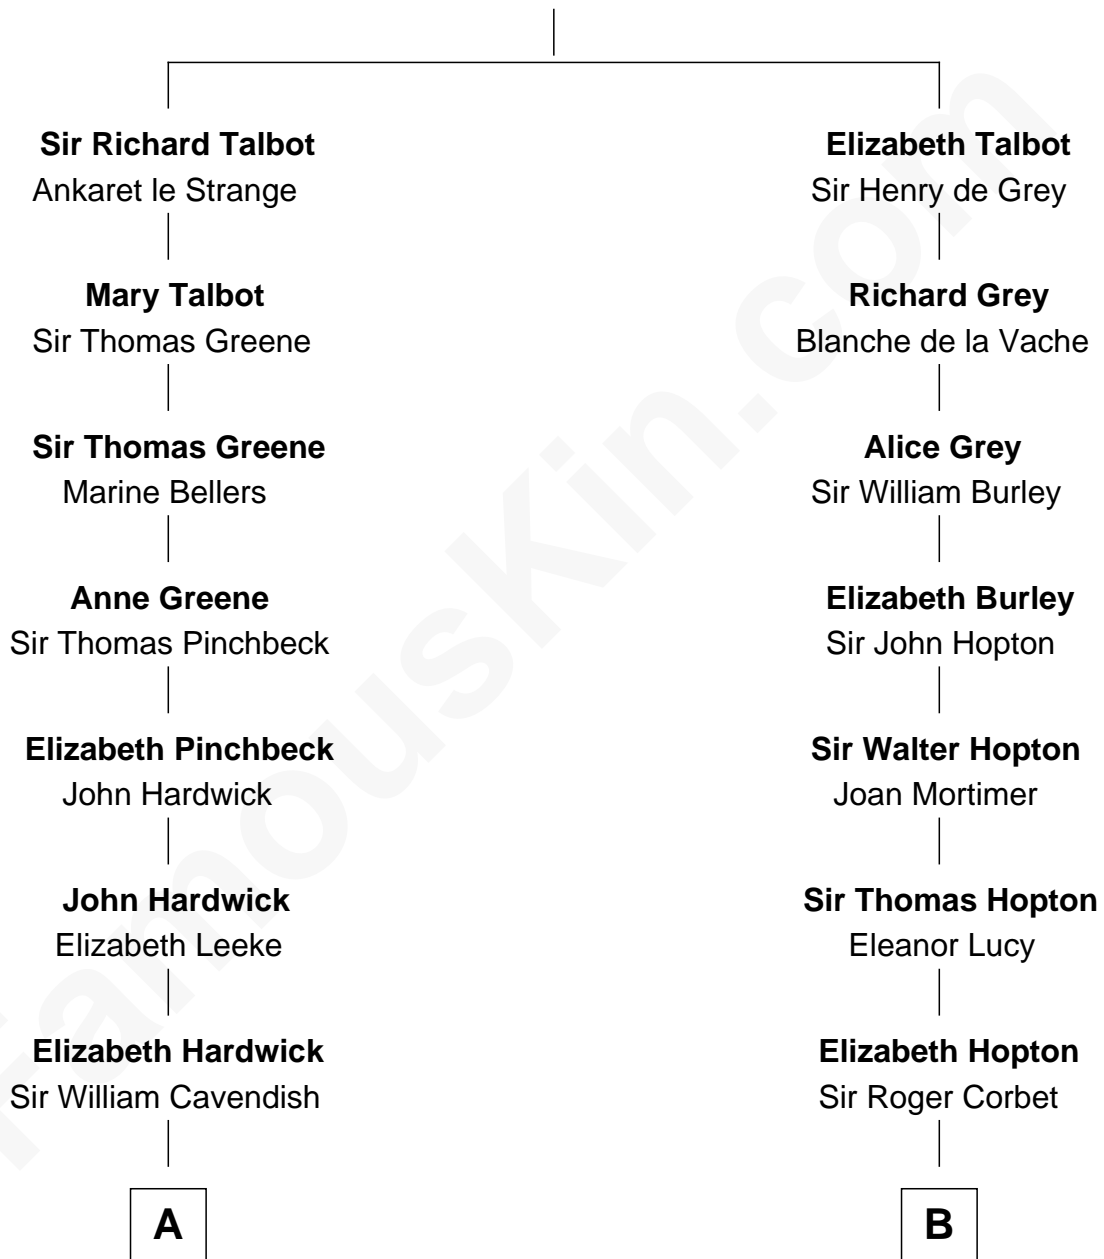 Sir Richard Talbot
Ankaret le Strange
Mary Talbot
Sir Thomas Greene
Sir Thomas Greene
Marine Bellers
Anne Greene
Sir Thomas Pinchbeck
Elizabeth Pinchbeck
John Hardwick
John Hardwick
Elizabeth Leeke
Elizabeth Hardwick
Sir William Cavendish
A
Elizabeth Talbot
Sir Henry de Grey
Richard Grey
Blanche de la Vache
Alice Grey
Sir William Burley
Elizabeth Burley
Sir John Hopton
Sir Walter Hopton
Joan Mortimer
Sir Thomas Hopton
Eleanor Lucy
Elizabeth Hopton
Sir Roger Corbet
B
FamousKin.com